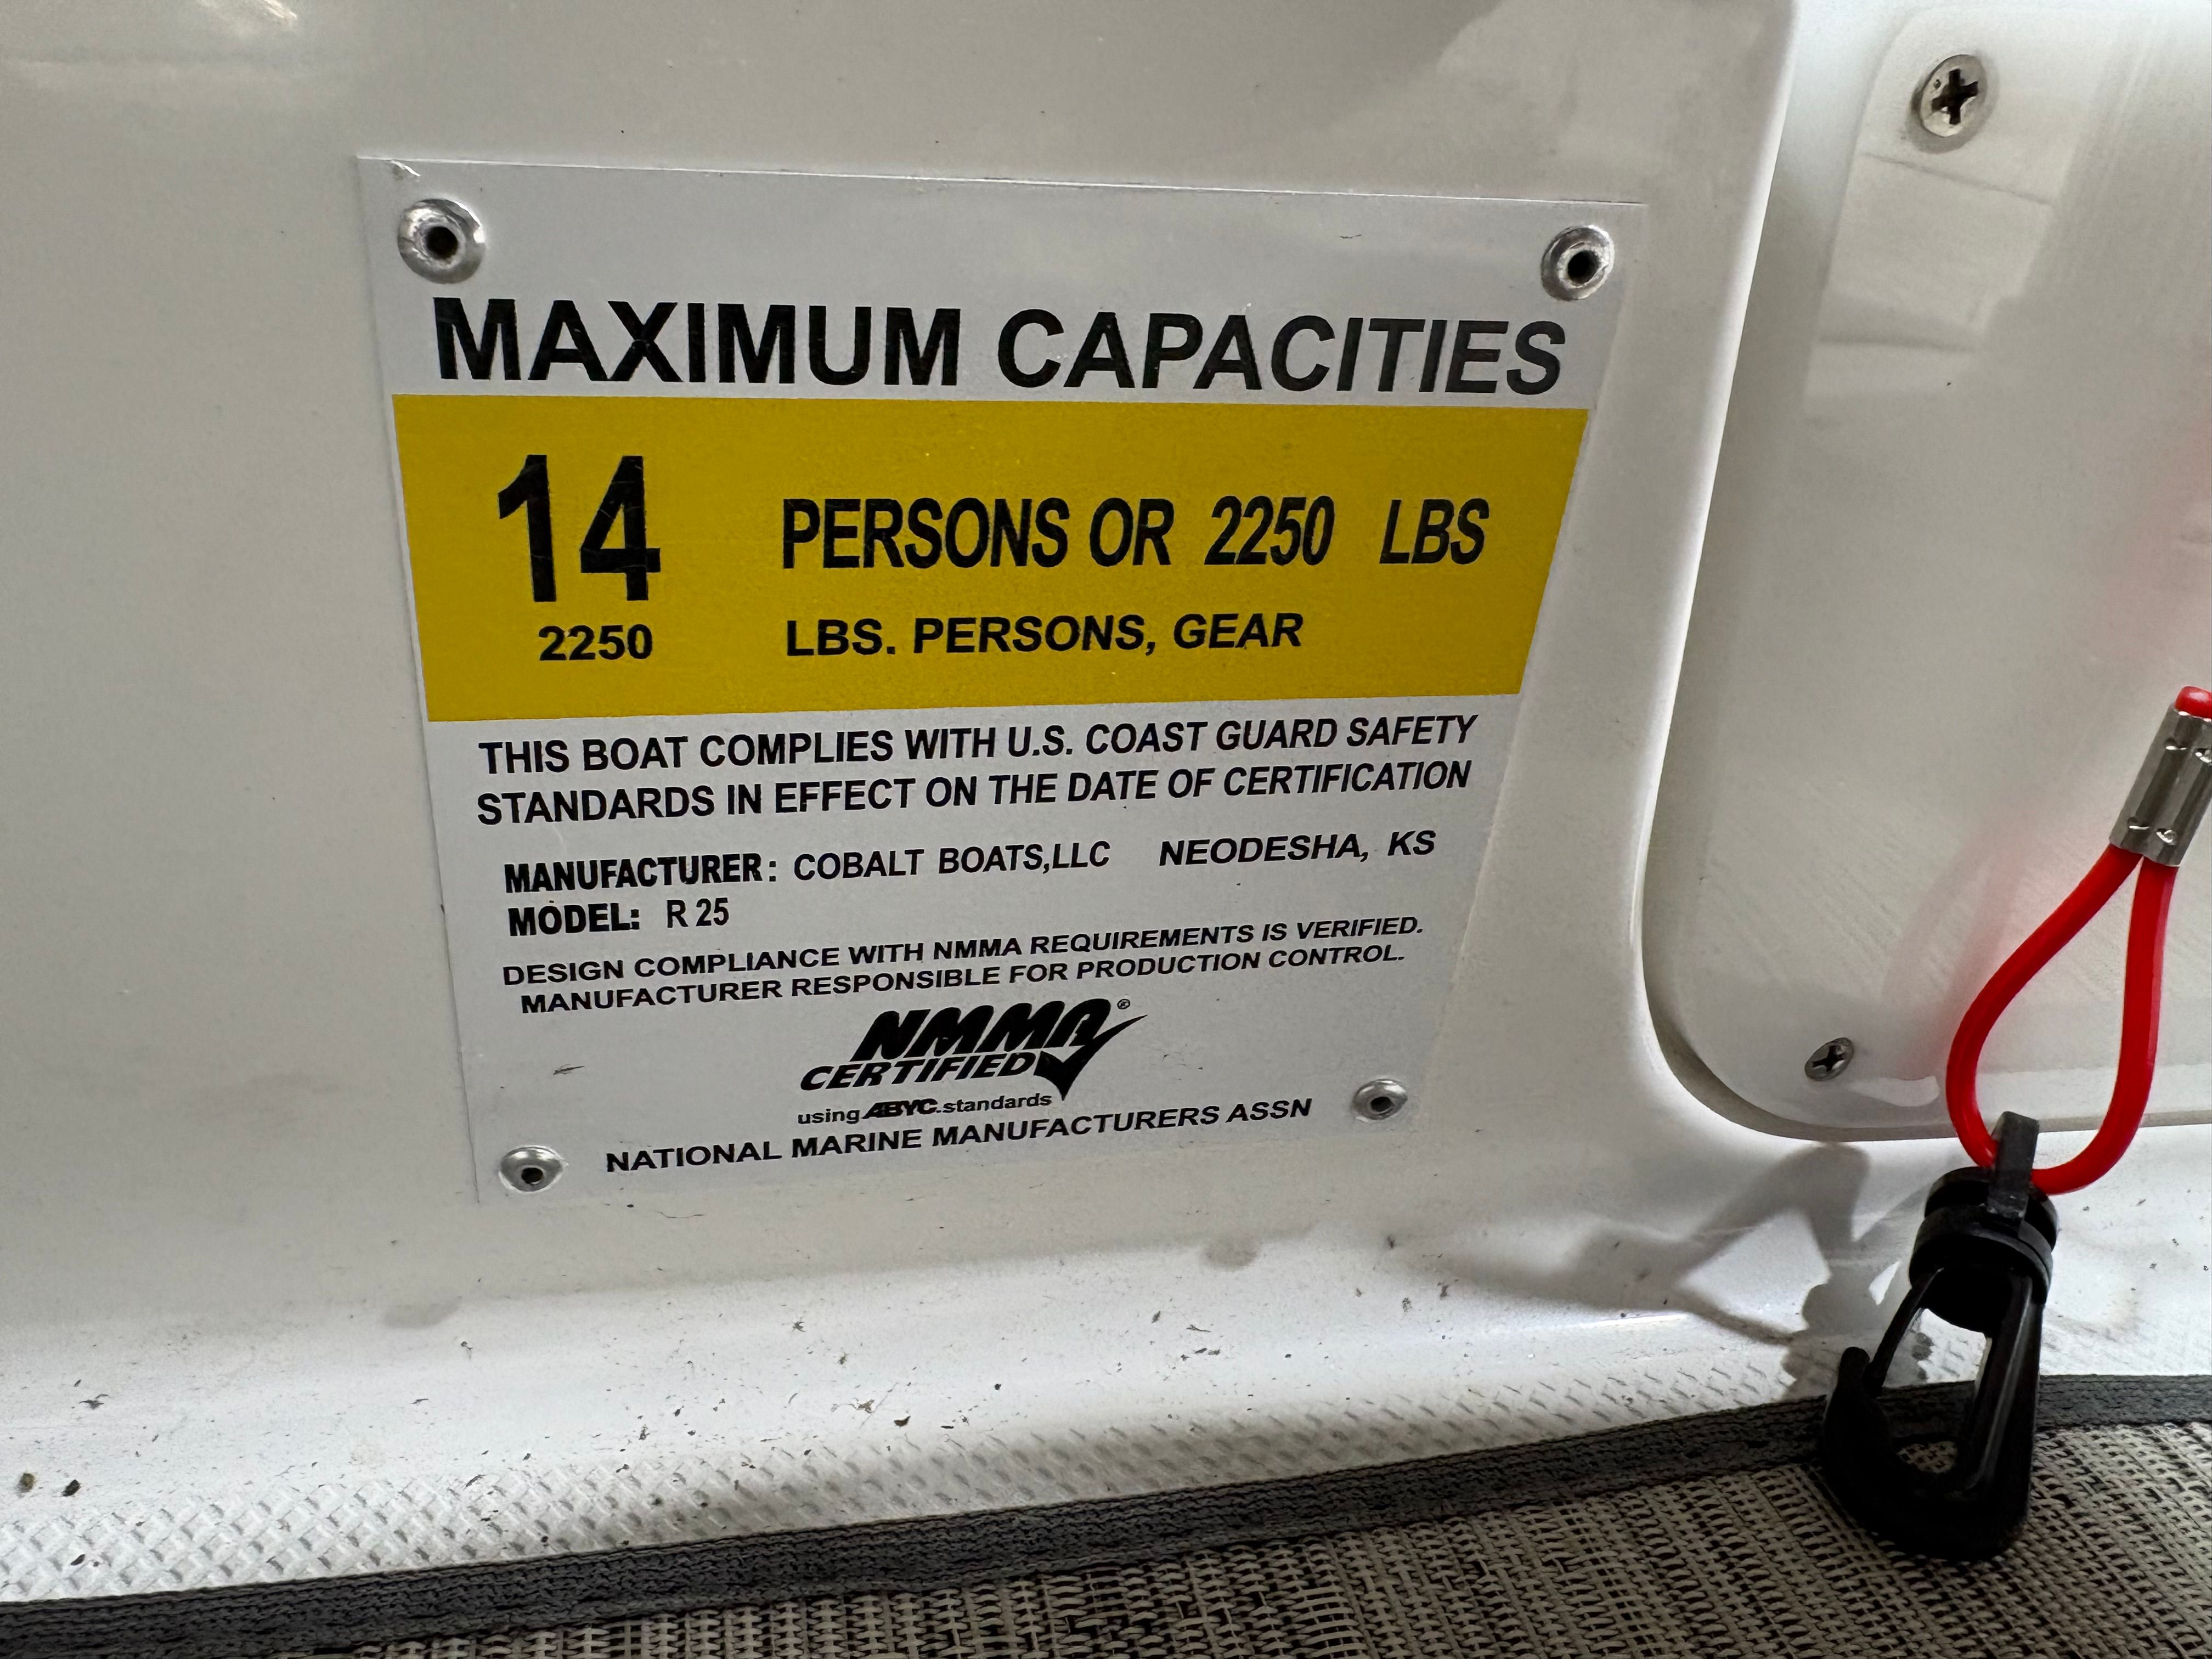 MAXIMUM CAPACITIES
14 PERSONS OR 2250 LBS
2250 LBS. PERSONS, GEAR
THIS BOAT COMPLIES WITH U.S. COAST GUARD SAFETY
STANDARDS IN EFFECT ON THE DATE OF CERTIFICATION
MANUFACTURER: COBALT BOATS,LLC NEODESHA, KS
MODEL: R 25
DESIGN COMPLIANCE WITH NMMA REQUIREMENTS IS VERIFIED.
MANUFACTURER RESPONSIBLE FOR PRODUCTION CONTROL.
NMMA®
CERTIFIED
using ABYC standards
NATIONAL MARINE MANUFACTURERS ASSN